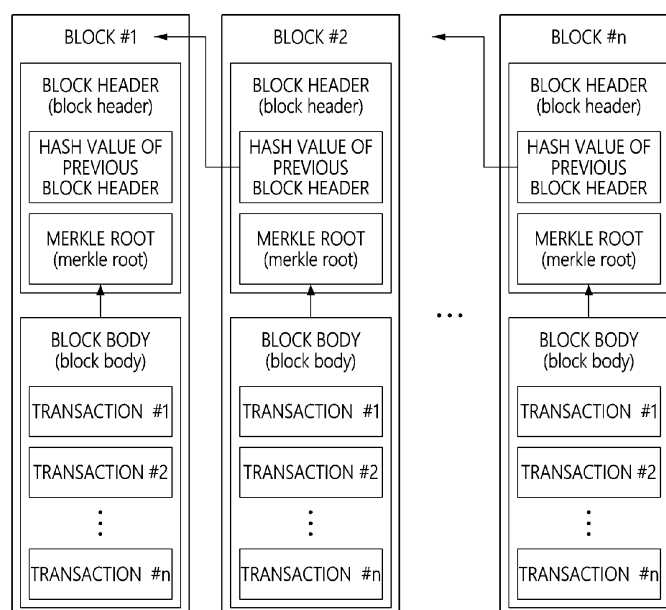 BLOCK #1
BLOCK HEADER
(block header)
HASH VALUE OF
PREVIOUS
BLOCK HEADER
MERKLE ROOT
(merkle root)
BLOCK BODY
(block body)
TRANSACTION #1
TRANSACTION #2
⋮
TRANSACTION #n
BLOCK #2
BLOCK HEADER
(block header)
HASH VALUE OF
PREVIOUS
BLOCK HEADER
MERKLE ROOT
(merkle root)
BLOCK BODY
(block body)
TRANSACTION #1
TRANSACTION #2
⋮
TRANSACTION #n
...
BLOCK #n
BLOCK HEADER
(block header)
HASH VALUE OF
PREVIOUS
BLOCK HEADER
MERKLE ROOT
(merkle root)
BLOCK BODY
(block body)
TRANSACTION #1
TRANSACTION #2
⋮
TRANSACTION #n